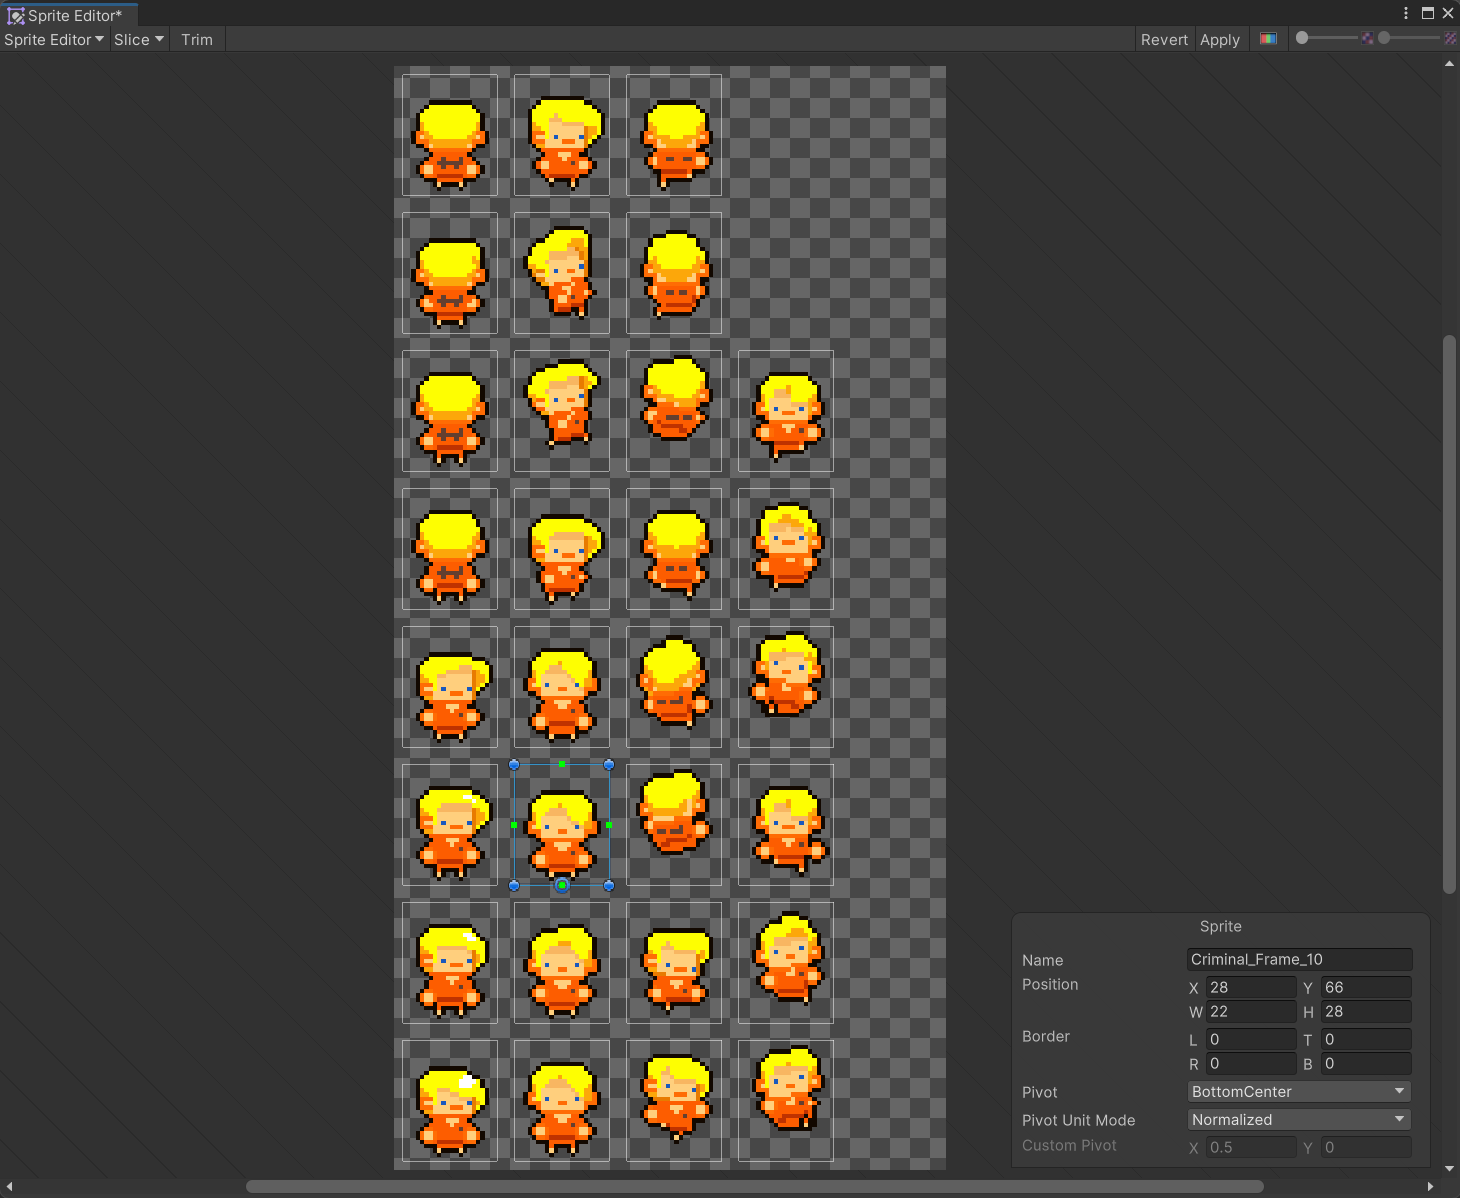 Sprite Editor*
Sprite Editor Slice Trim Revert Apply
Sprite
Name Criminal_Frame_10
Position X 28 Y 66
W 22 H 28
Border L 0 T 0
R 0 B 0
Pivot BottomCenter
Pivot Unit Mode Normalized
Custom Pivot X 0.5 Y 0